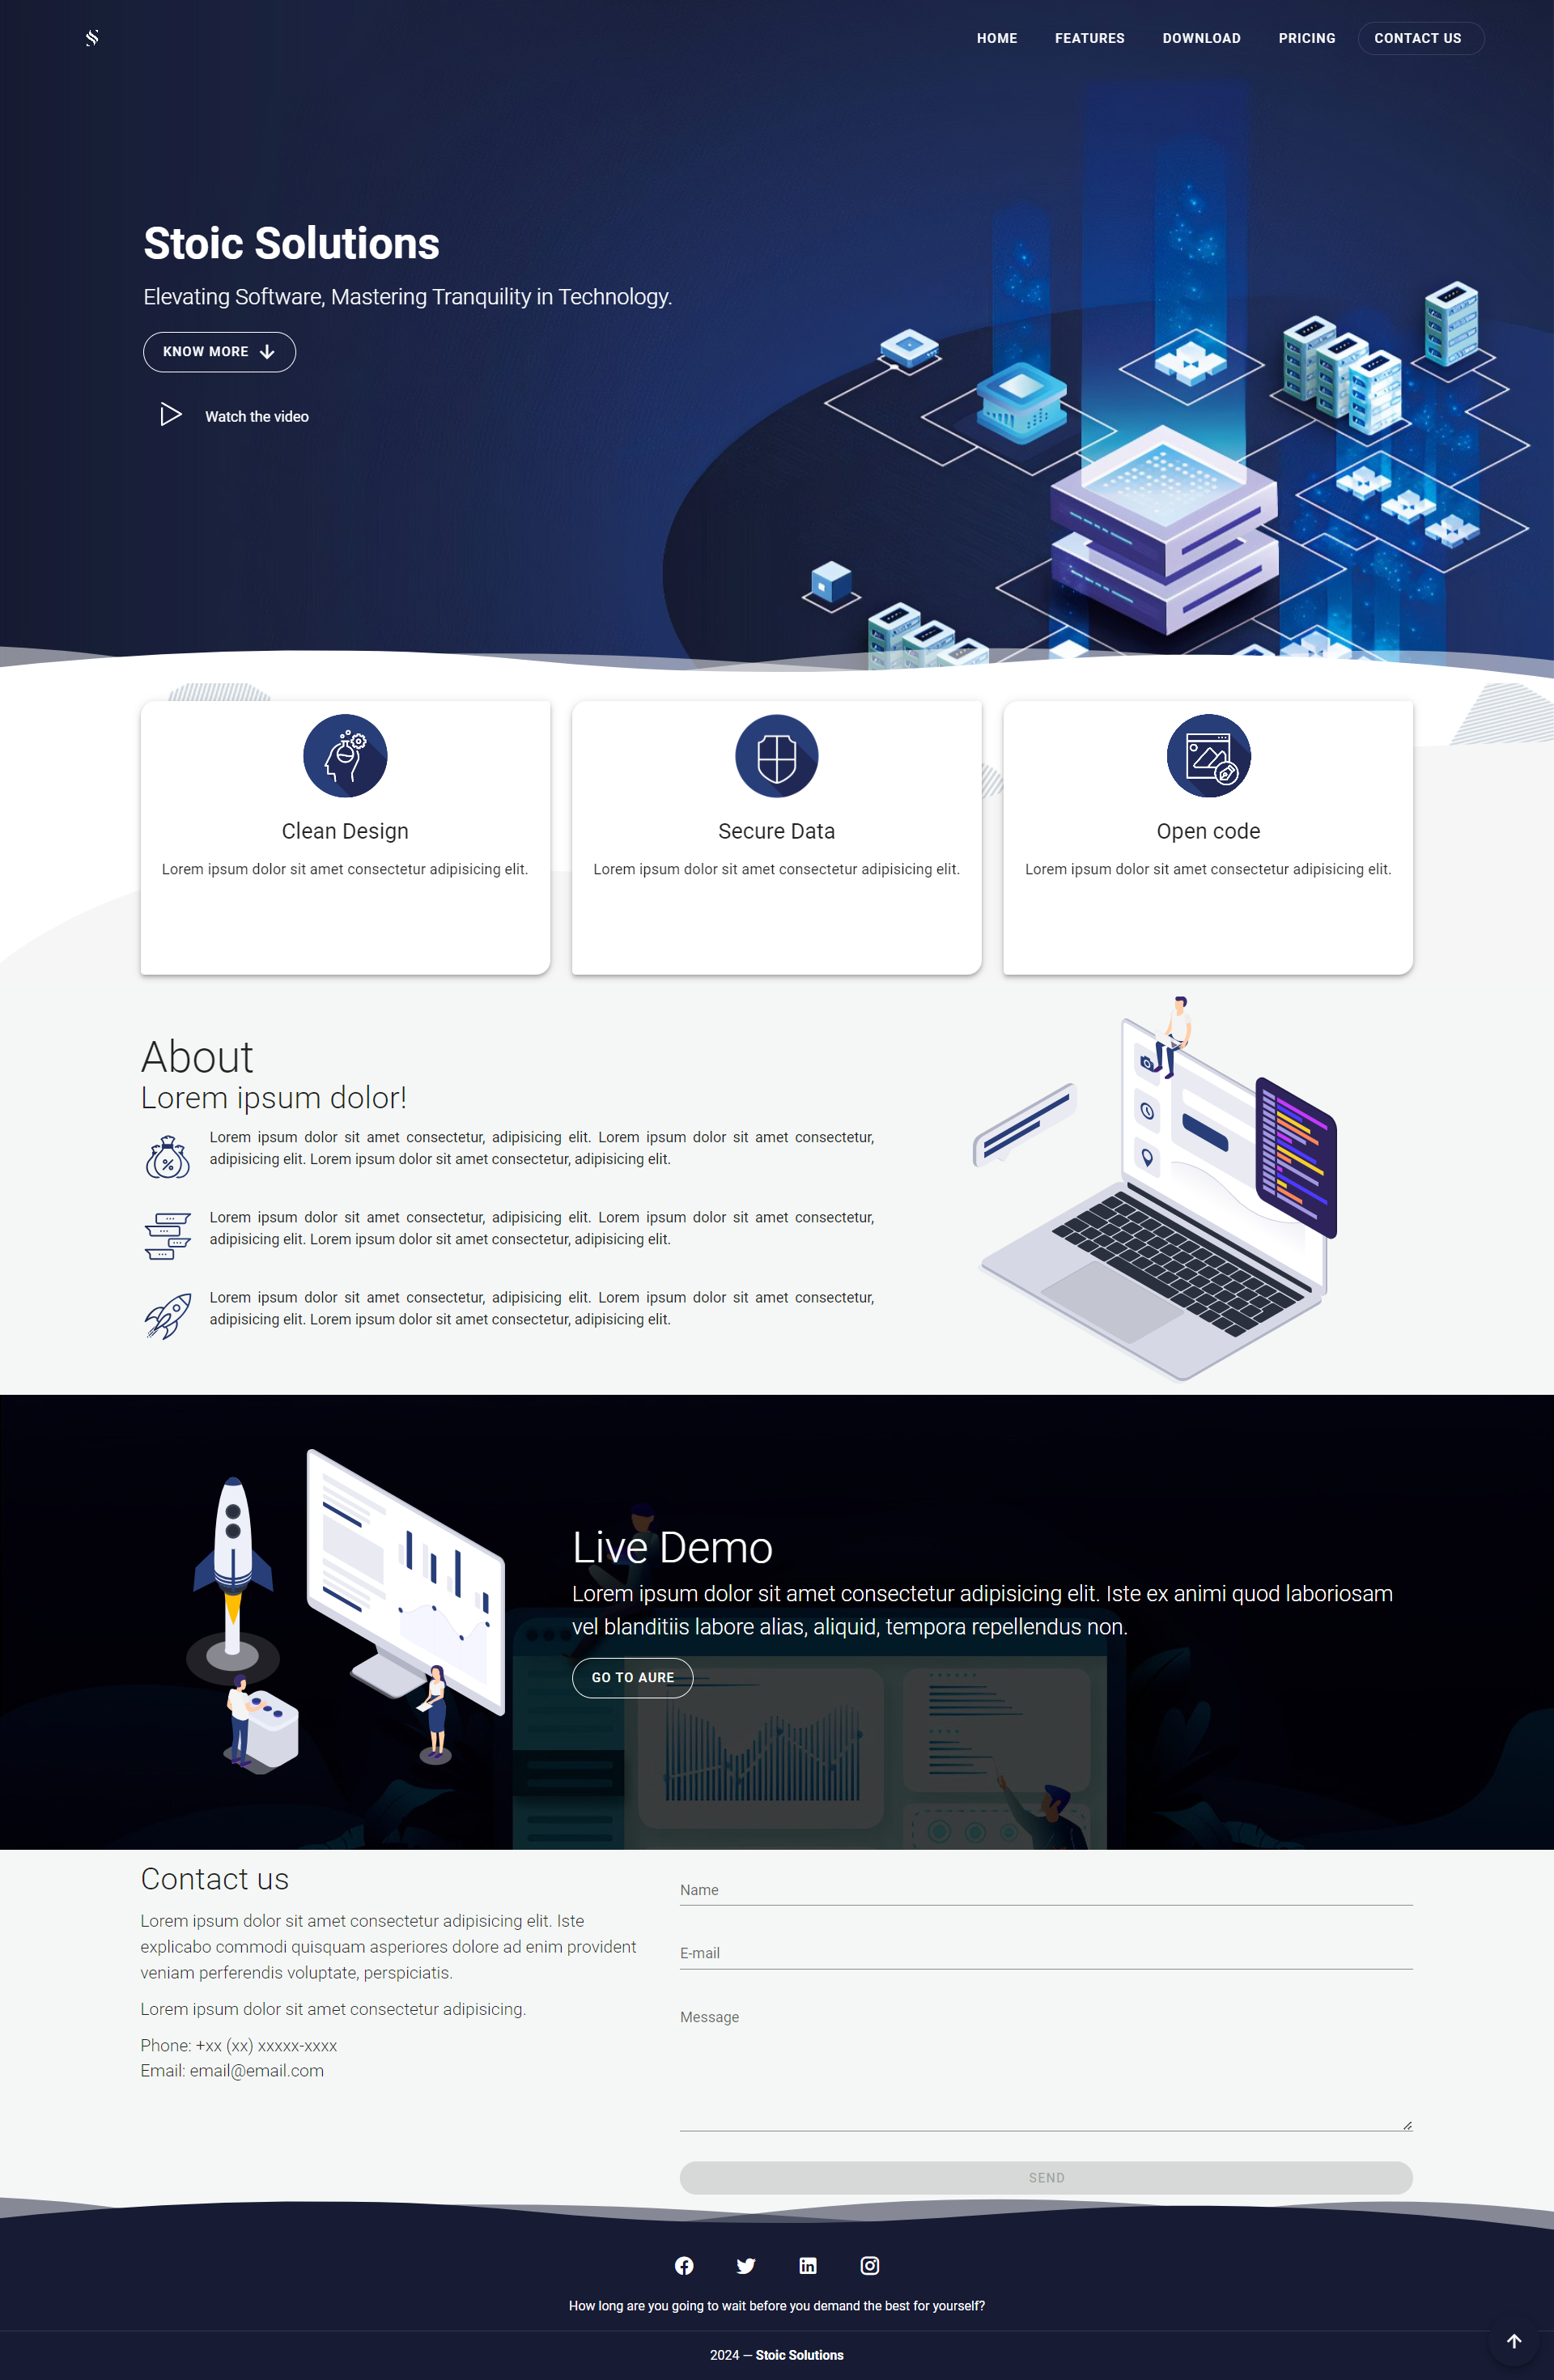 HOME FEATURES DOWNLOAD PRICING CONTACT US
Stoic Solutions
Elevating Software, Mastering Tranquility in Technology.
KNOW MORE
Watch the video
Clean Design
Lorem ipsum dolor sit amet consectetur adipisicing elit.
Secure Data
Lorem ipsum dolor sit amet consectetur adipisicing elit.
Open code
Lorem ipsum dolor sit amet consectetur adipisicing elit.
About
Lorem ipsum dolor!
Lorem ipsum dolor sit amet consectetur, adipisicing elit. Lorem ipsum dolor sit amet consectetur,
adipisicing elit. Lorem ipsum dolor sit amet consectetur, adipisicing elit.
Lorem ipsum dolor sit amet consectetur, adipisicing elit. Lorem ipsum dolor sit amet consectetur,
adipisicing elit. Lorem ipsum dolor sit amet consectetur, adipisicing elit.
Lorem ipsum dolor sit amet consectetur, adipisicing elit. Lorem ipsum dolor sit amet consectetur,
adipisicing elit. Lorem ipsum dolor sit amet consectetur, adipisicing elit.
Live Demo
Lorem ipsum dolor sit amet consectetur adipisicing elit. Iste ex animi quod laboriosam
vel blanditiis labore alias, aliquid, tempora repellendus non.
GO TO AURE
Contact us
Lorem ipsum dolor sit amet consectetur adipisicing elit. Iste
explicabo commodi quisquam asperiores dolore ad enim provident
veniam perferendis voluptate, perspiciatis.
Lorem ipsum dolor sit amet consectetur adipisicing.
Phone: +xx (xx) xxxxx-xxxx
Email: email@email.com
Name
E-mail
Message
SEND
How long are you going to wait before you demand the best for yourself?
2024 — Stoic Solutions